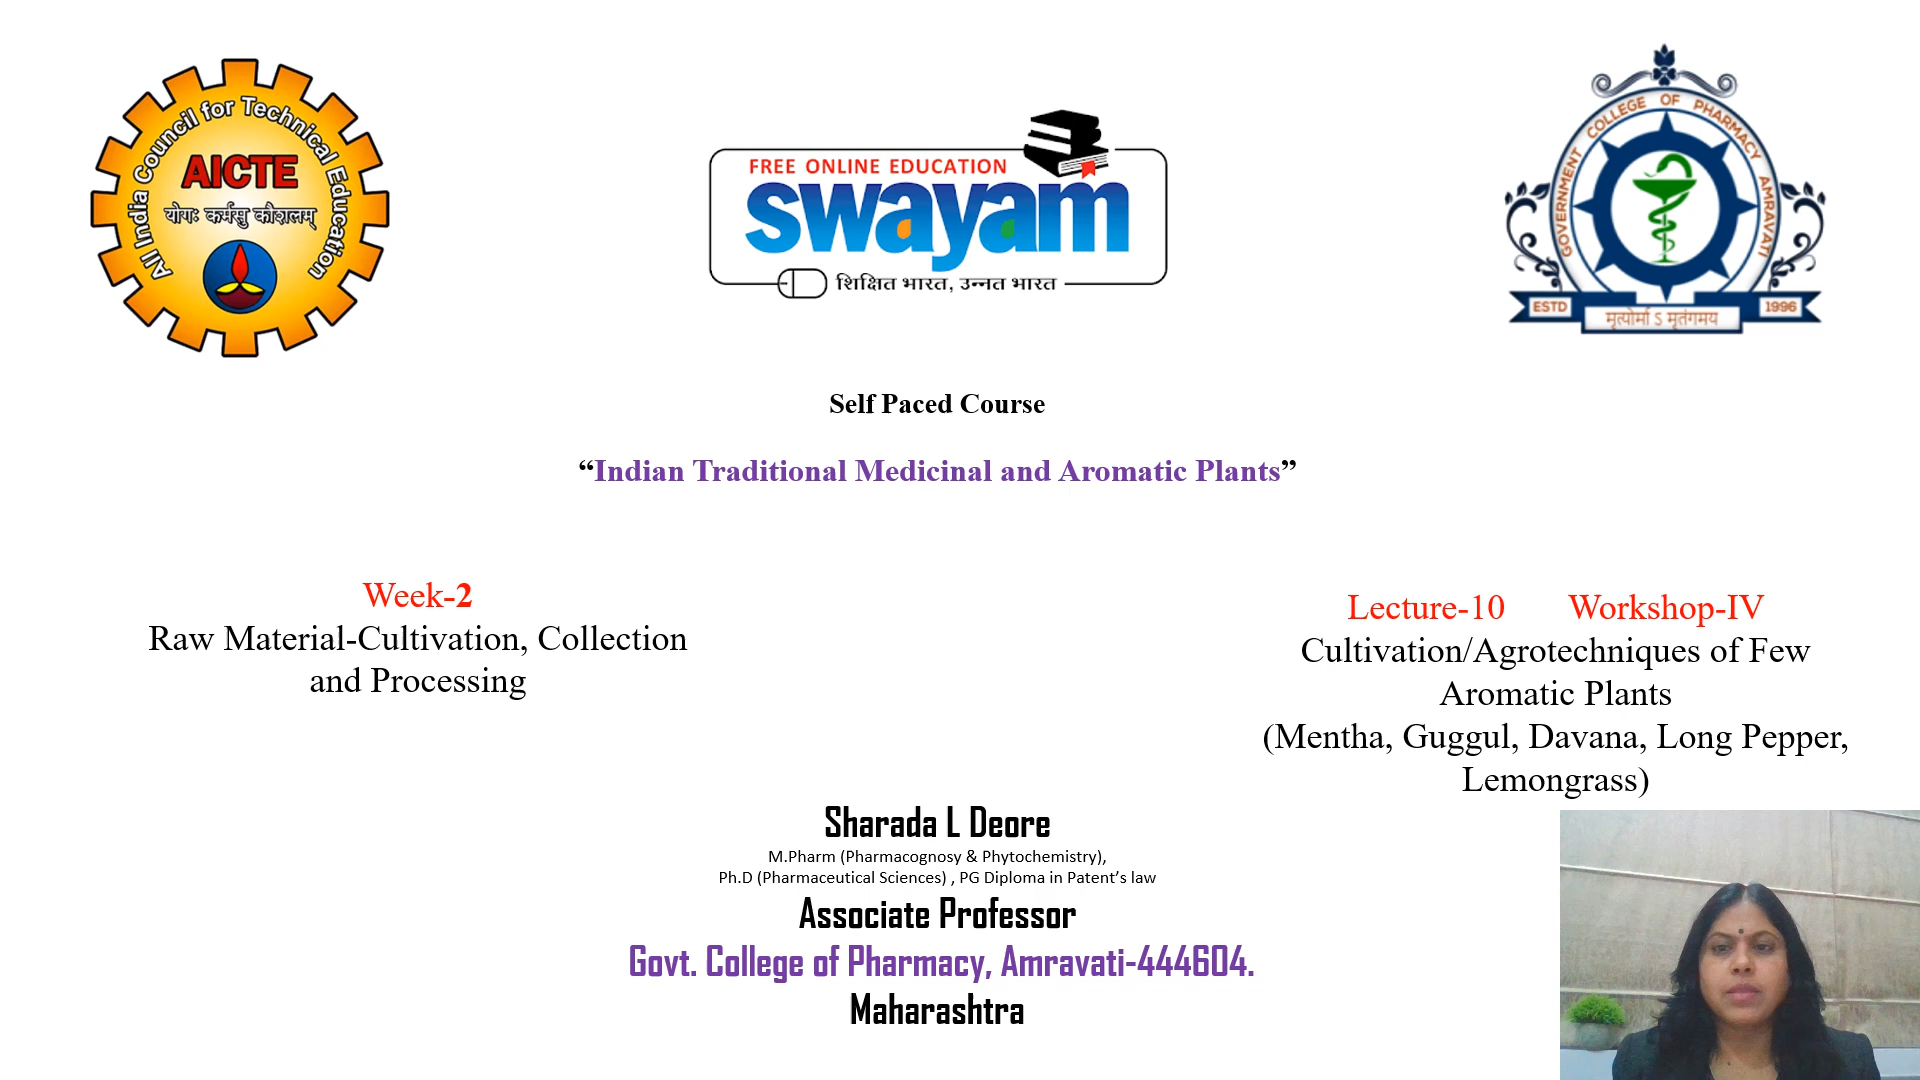 All India Council for Technical Education
AICTE
योगः कर्मसु कौशलम्
FREE ONLINE EDUCATION
swayam
शिक्षित भारत, उन्नत भारत
GOVERNMENT COLLEGE OF PHARMACY AMRAVATI
ESTD
1996
मृत्योर्मा ऽ मृतंगमय
Self Paced Course
“Indian Traditional Medicinal and Aromatic Plants”
Week-2
Raw Material-Cultivation, Collection
and Processing
Lecture-10 Workshop-IV
Cultivation/Agrotechniques of Few
Aromatic Plants
(Mentha, Guggul, Davana, Long Pepper,
Lemongrass)
Sharada L Deore
M.Pharm (Pharmacognosy & Phytochemistry),
Ph.D (Pharmaceutical Sciences) , PG Diploma in Patent’s law
Associate Professor
Govt. College of Pharmacy, Amravati-444604.
Maharashtra